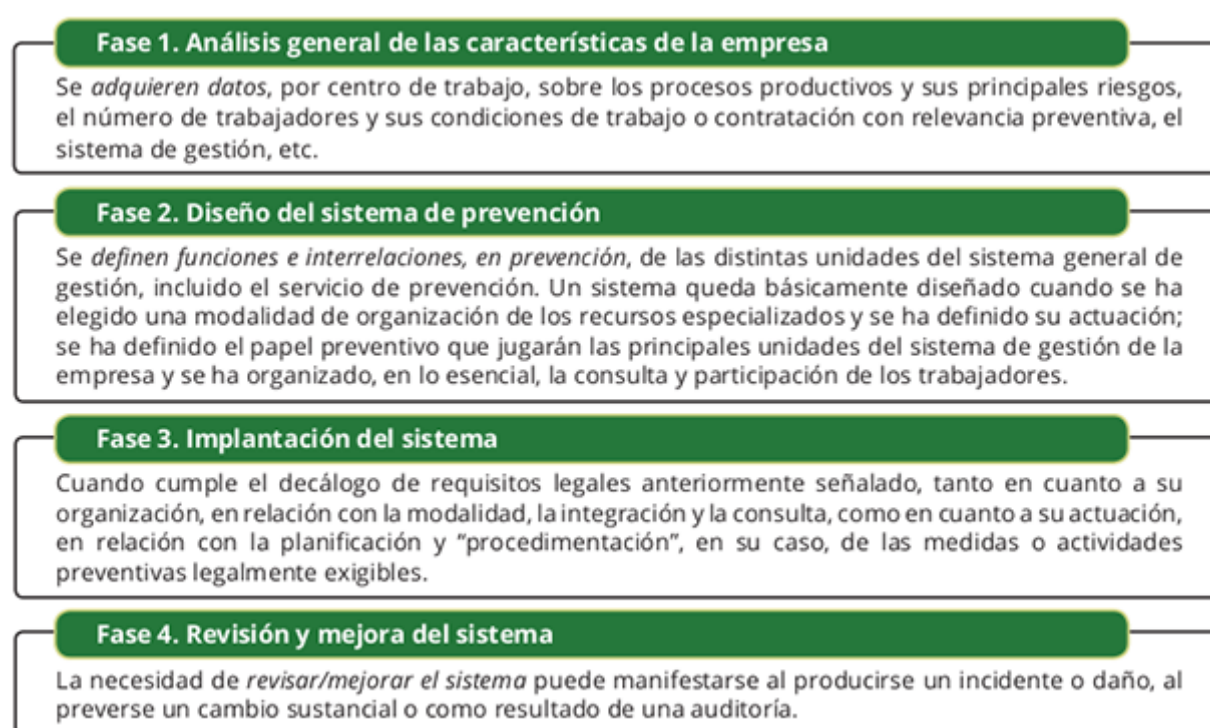 Fase 1. Análisis general de las características de la empresa
Se adquieren datos, por centro de trabajo, sobre los procesos productivos y sus principales riesgos,
el número de trabajadores y sus condiciones de trabajo o contratación con relevancia preventiva, el
sistema de gestión, etc.
Fase 2. Diseño del sistema de prevención
Se definen funciones e interrelaciones, en prevención, de las distintas unidades del sistema general de
gestión, incluido el servicio de prevención. Un sistema queda básicamente diseñado cuando se ha
elegido una modalidad de organización de los recursos especializados y se ha definido su actuación;
se ha definido el papel preventivo que jugarán las principales unidades del sistema de gestión de la
empresa y se ha organizado, en lo esencial, la consulta y participación de los trabajadores.
Fase 3. Implantación del sistema
Cuando cumple el decálogo de requisitos legales anteriormente señalado, tanto en cuanto a su
organización, en relación con la modalidad, la integración y la consulta, como en cuanto a su actuación,
en relación con la planificación y “procedimentación”, en su caso, de las medidas o actividades
preventivas legalmente exigibles.
Fase 4. Revisión y mejora del sistema
La necesidad de revisar/mejorar el sistema puede manifestarse al producirse un incidente o daño, al
preverse un cambio sustancial o como resultado de una auditoría.